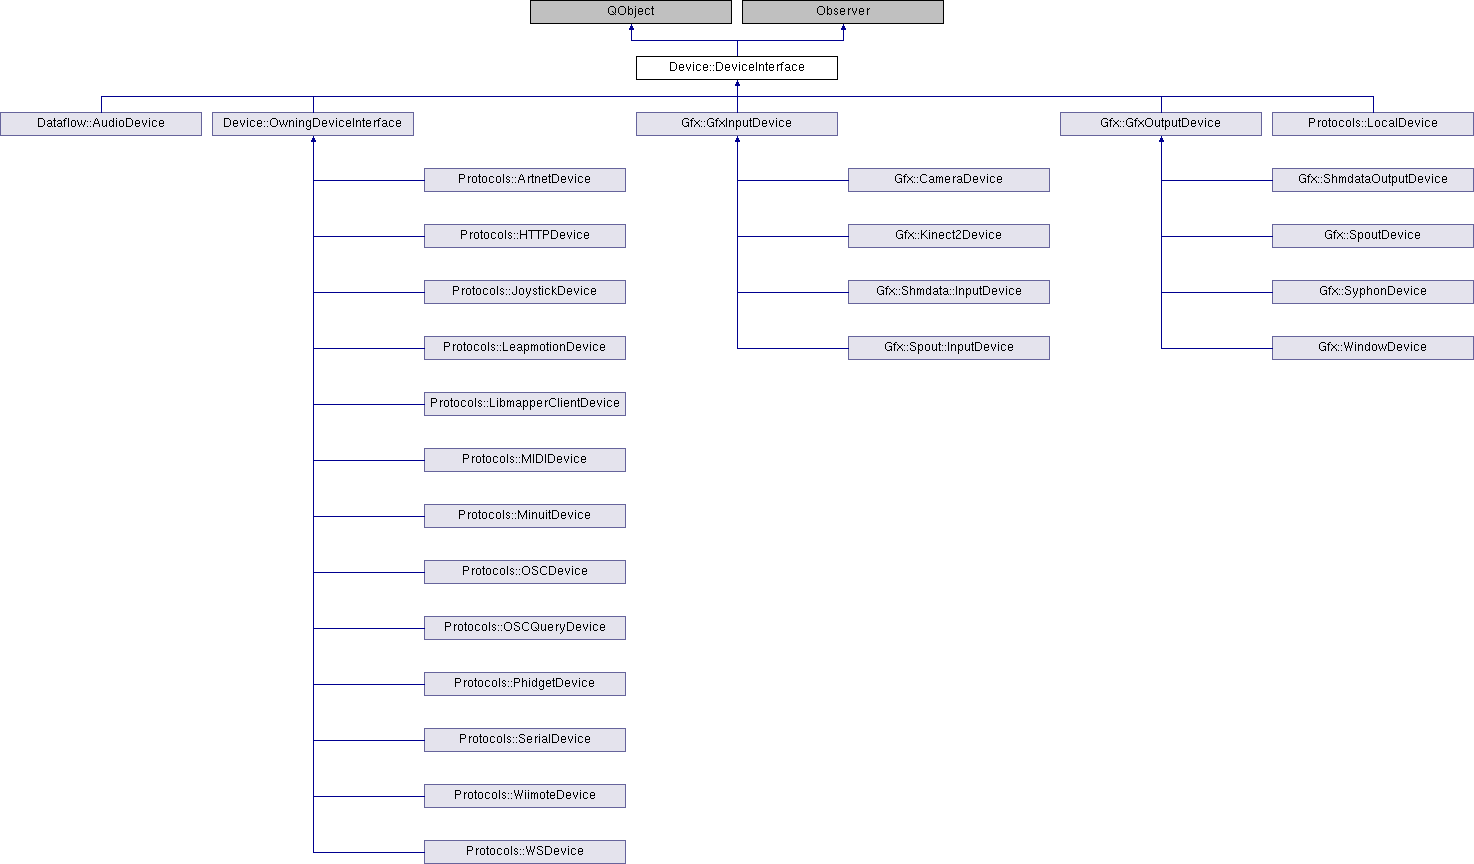 QObject
Observer
Device::DeviceInterface
Dataflow::AudioDevice
Device::OwningDeviceInterface
Gfx::GfxInputDevice
Gfx::GfxOutputDevice
Protocols::LocalDevice
Protocols::ArtnetDevice
Gfx::CameraDevice
Gfx::ShmdataOutputDevice
Protocols::HTTPDevice
Gfx::Kinect2Device
Gfx::SpoutDevice
Protocols::JoystickDevice
Gfx::Shmdata::InputDevice
Gfx::SyphonDevice
Protocols::LeapmotionDevice
Gfx::Spout::InputDevice
Gfx::WindowDevice
Protocols::LibmapperClientDevice
Protocols::MIDIDevice
Protocols::MinuitDevice
Protocols::OSCDevice
Protocols::OSCQueryDevice
Protocols::PhidgetDevice
Protocols::SerialDevice
Protocols::WiimoteDevice
Protocols::WSDevice